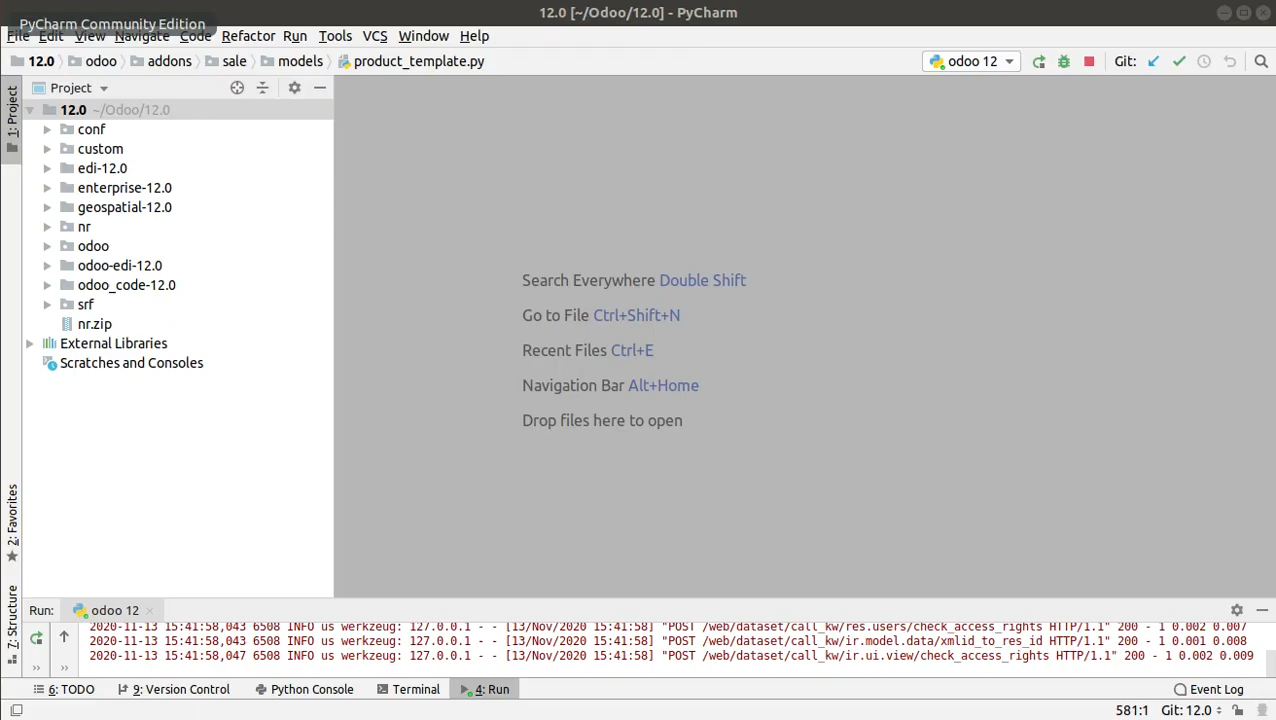 PyCharm Community Edition
12.0 [~/Odoo/12.0] - PyCharm
File Edit View Navigate Code Refactor Run Tools VCS Window Help
12.0 odoo addons sale models product_template.py odoo 12 Git:
Project
1: Project
12.0 ~/Odoo/12.0
conf
custom
edi-12.0
enterprise-12.0
geospatial-12.0
nr
odoo
odoo-edi-12.0
odoo_code-12.0
srf
nr.zip
External Libraries
Scratches and Consoles
Search Everywhere Double Shift
Go to File Ctrl+Shift+N
Recent Files Ctrl+E
Navigation Bar Alt+Home
Drop files here to open
2: Favorites
7: Structure
Run: odoo 12
2020-11-13 15:41:58,043 6508 INFO us werkzeug: 127.0.0.1 - - [13/Nov/2020 15:41:58] "POST /web/dataset/call_kw/res.users/check_access_rights HTTP/1.1" 200 - 1 0.002 0.007
2020-11-13 15:41:58,043 6508 INFO us werkzeug: 127.0.0.1 - - [13/Nov/2020 15:41:58] "POST /web/dataset/call_kw/ir.model.data/xmlid_to_res_id HTTP/1.1" 200 - 1 0.001 0.008
2020-11-13 15:41:58,047 6508 INFO us werkzeug: 127.0.0.1 - - [13/Nov/2020 15:41:58] "POST /web/dataset/call_kw/ir.ui.view/check_access_rights HTTP/1.1" 200 - 1 0.002 0.009
6: TODO 9: Version Control Python Console Terminal 4: Run Event Log
581:1 Git: 12.0